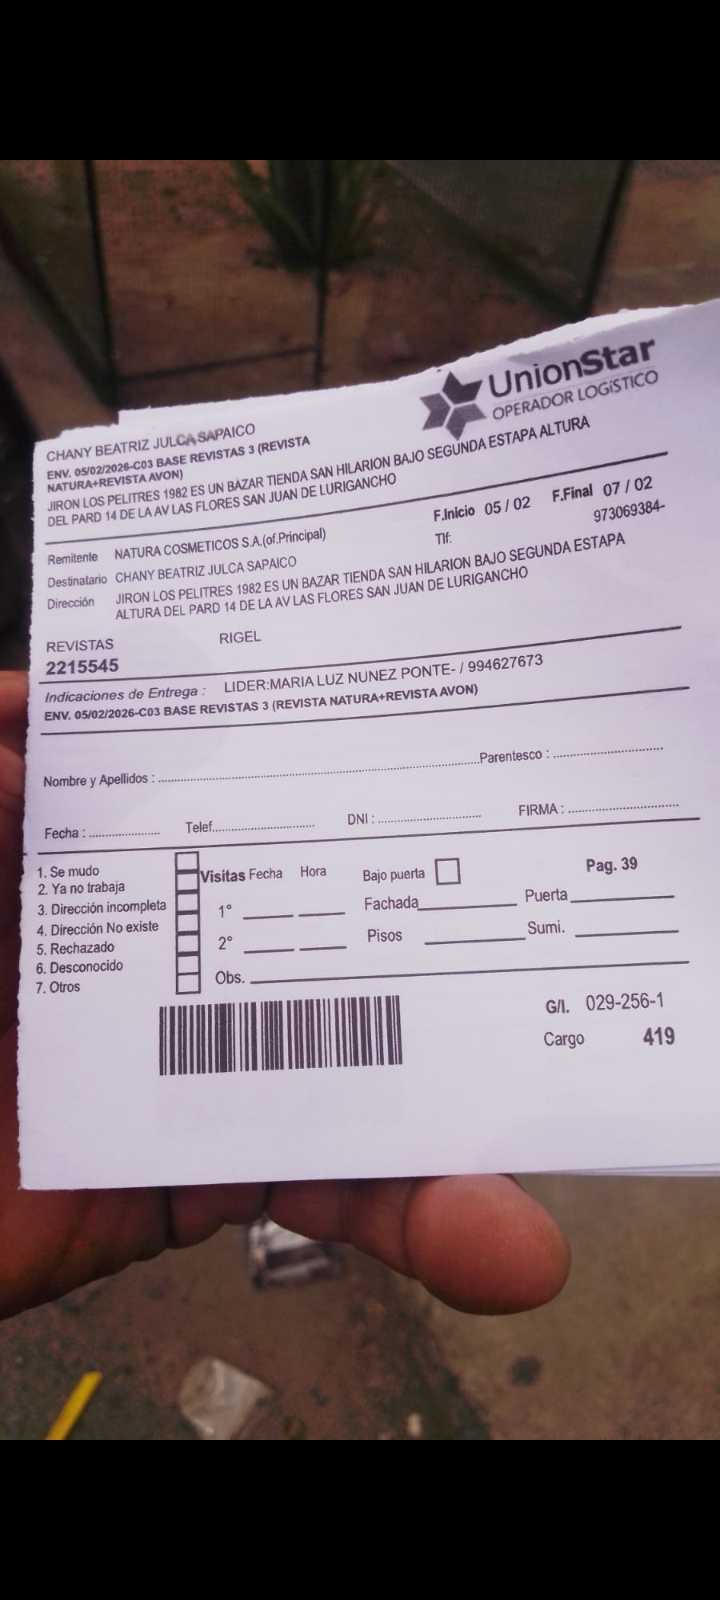 UnionStar
OPERADOR LOGÍSTICO
CHANY BEATRIZ JULCA SAPAICO
ENV. 05/02/2026-C03 BASE REVISTAS 3 (REVISTA
NATURA+REVISTA AVON)
JIRON LOS PELITRES 1982 ES UN BAZAR TIENDA SAN HILARION BAJO SEGUNDA ESTAPA ALTURA
DEL PARD 14 DE LA AV LAS FLORES SAN JUAN DE LURIGANCHO
F.Inicio 05 / 02 F.Final 07 / 02
Remitente NATURA COSMETICOS S.A.(of.Principal)
Tlf: 973069384-
Destinatario CHANY BEATRIZ JULCA SAPAICO
Dirección JIRON LOS PELITRES 1982 ES UN BAZAR TIENDA SAN HILARION BAJO SEGUNDA ESTAPA
ALTURA DEL PARD 14 DE LA AV LAS FLORES SAN JUAN DE LURIGANCHO
REVISTAS RIGEL
2215545
Indicaciones de Entrega : LIDER:MARIA LUZ NUNEZ PONTE- / 994627673
ENV. 05/02/2026-C03 BASE REVISTAS 3 (REVISTA NATURA+REVISTA AVON)
Nombre y Apellidos : Parentesco :
Fecha : Telef. DNI : FIRMA :
1. Se mudo
2. Ya no trabaja
3. Dirección incompleta
4. Dirección No existe
5. Rechazado
6. Desconocido
7. Otros
Visitas Fecha Hora Bajo puerta Pag. 39
1° Fachada Puerta
2° Pisos Sumi.
Obs.
G/I. 029-256-1
Cargo 419